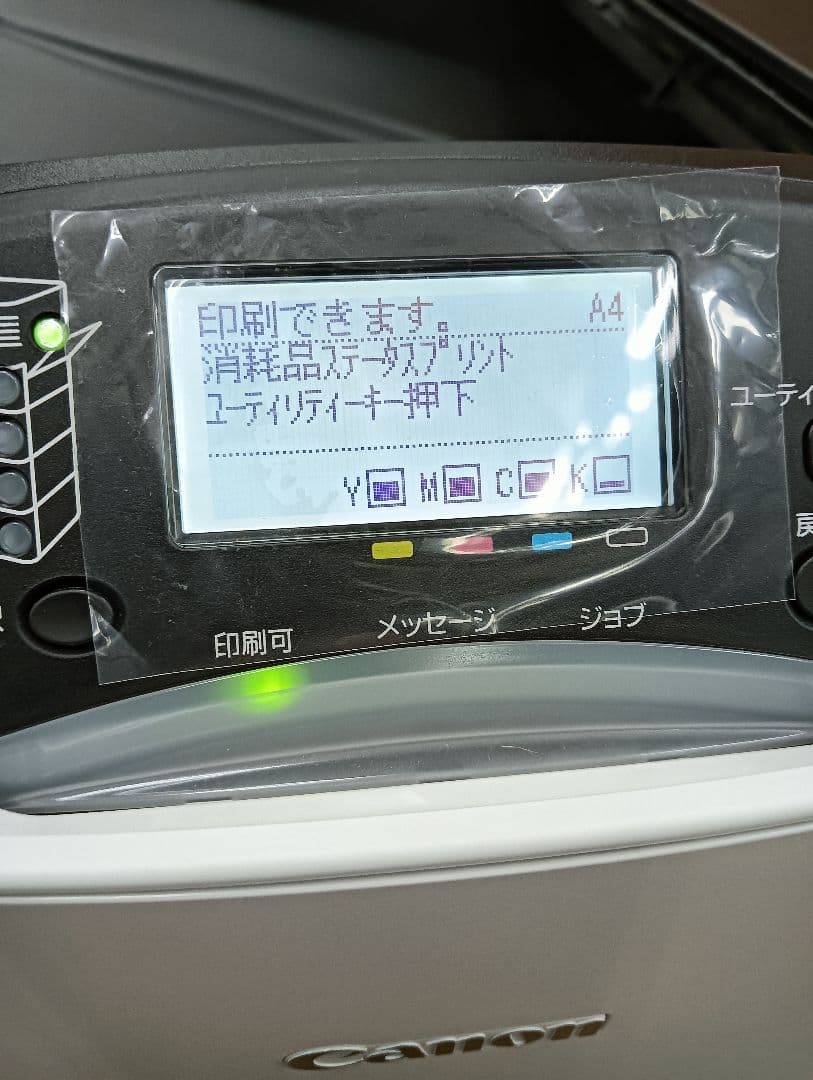 印刷できます。 A4
消耗品ステータスプリント
ユーティリティーキー押下
Y M C K
ユーティ
戻
印刷可 メッセージ ジョブ
Canon